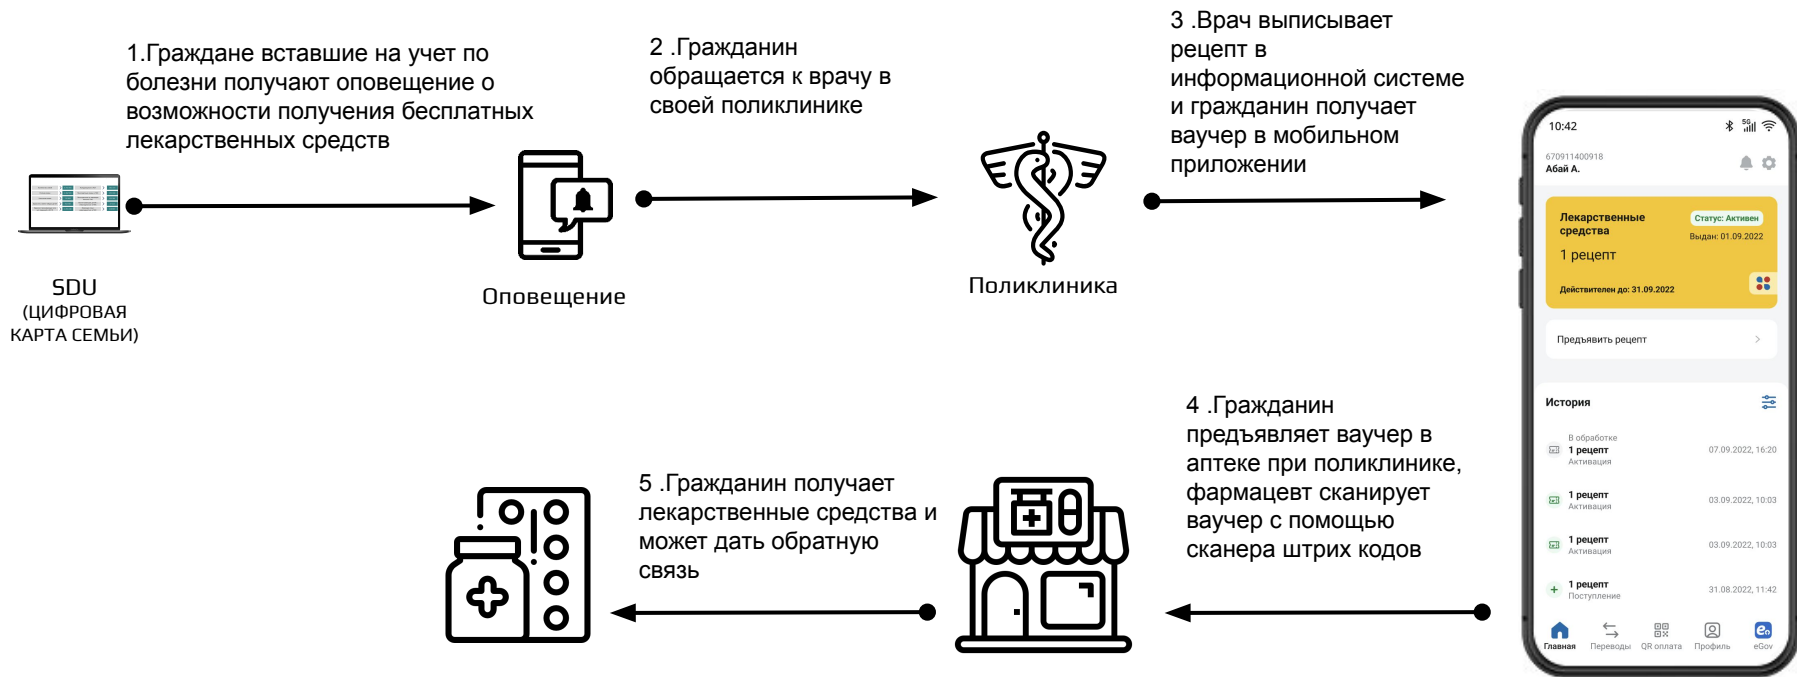 1.Граждане вставшие на учет по
болезни получают оповещение о
возможности получения бесплатных
лекарственных средств
2 .Гражданин
обращается к врачу в
своей поликлинике
3 .Врач выписывает
рецепт в
информационной системе
и гражданин получает
ваучер в мобильном
приложении
SDU
(ЦИФРОВАЯ
КАРТА СЕМЬИ)
Оповещение
Поликлиника
10:42
5G
670911400918
Абай А.
Лекарственные
средства
Статус: Активен
Выдан: 01.09.2022
1 рецепт
Действителен до: 31.09.2022
Предъявить рецепт
История
В обработке
1 рецепт
07.09.2022, 16:20
Активация
1 рецепт
03.09.2022, 10:03
Активация
1 рецепт
03.09.2022, 10:03
Активация
1 рецепт
31.08.2022, 11:42
Поступление
Главная
Переводы
QR оплата
Профиль
eGov
4 .Гражданин
предъявляет ваучер в
аптеке при поликлинике,
фармацевт сканирует
ваучер с помощью
сканера штрих кодов
5 .Гражданин получает
лекарственные средства и
может дать обратную
связь